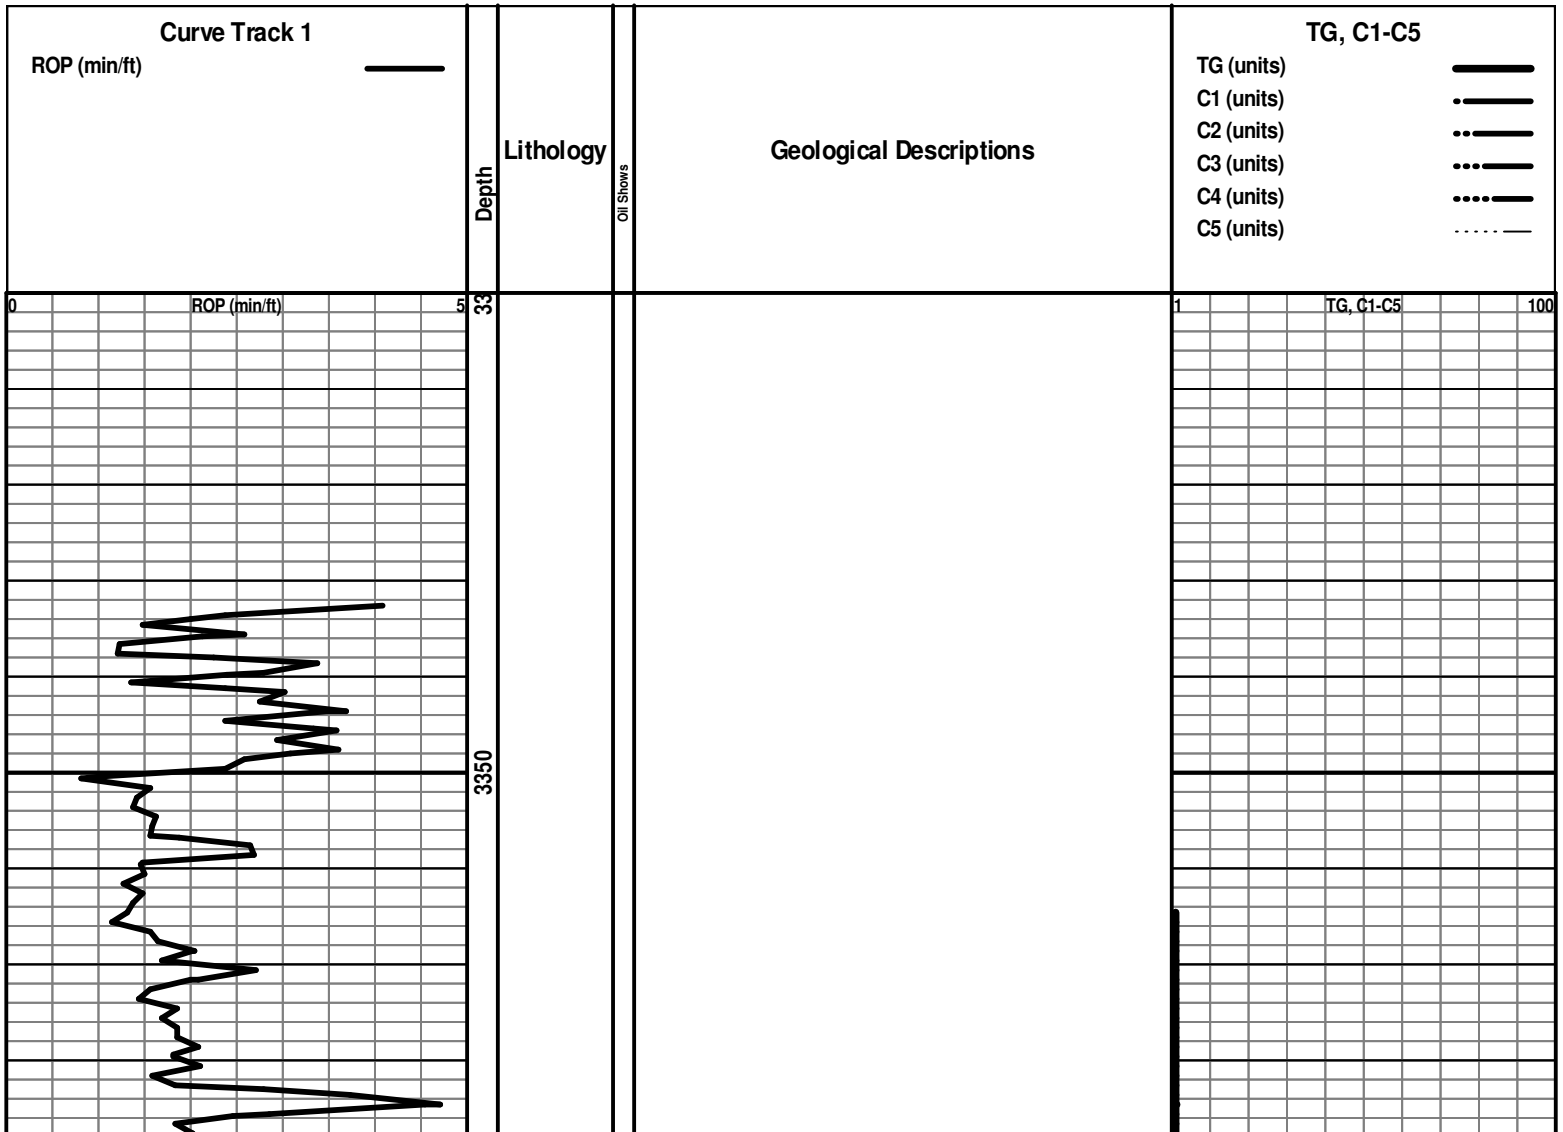 Curve Track 1
ROP (min/ft)
Depth
Lithology
Oil Shows
Geological Descriptions
TG, C1-C5
TG (units)
C1 (units)
C2 (units)
C3 (units)
C4 (units)
C5 (units)
0 ROP (min/ft) 5
33
1 TG, C1-C5 100
3350